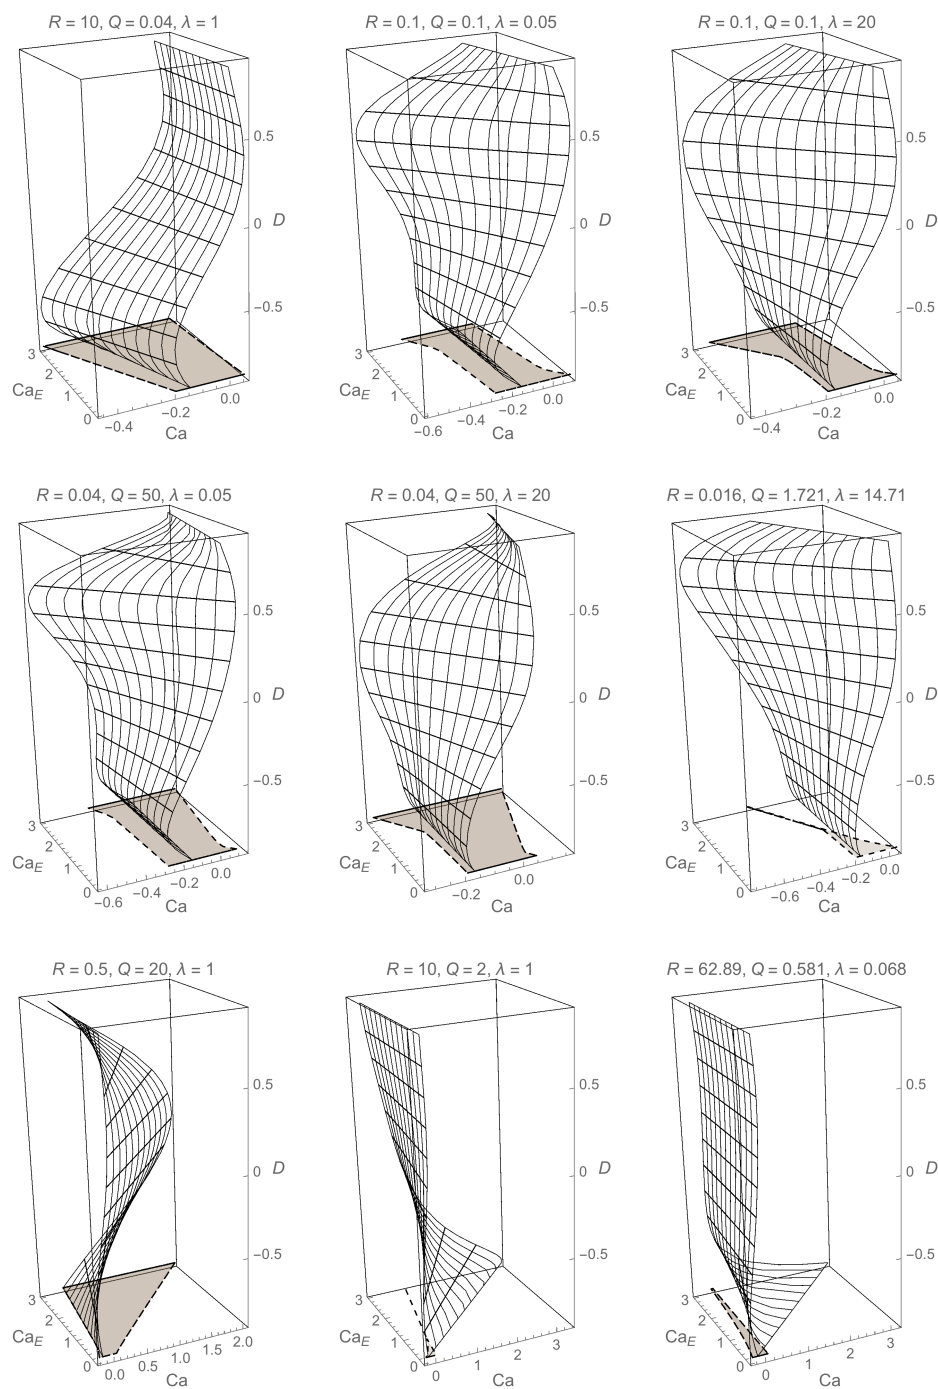 R = 10, Q = 0.04, λ = 1
R = 0.1, Q = 0.1, λ = 0.05
R = 0.1, Q = 0.1, λ = 20
0.5
0 D
−0.5
3
2
1
0
Ca_E
−0.4
−0.2
0.0
Ca
0.5
0 D
−0.5
3
2
1
0
Ca_E
−0.6
−0.4
−0.2
0.0
Ca
0.5
0 D
−0.5
3
2
1
0
Ca_E
−0.4
−0.2
0.0
Ca
R = 0.04, Q = 50, λ = 0.05
R = 0.04, Q = 50, λ = 20
R = 0.016, Q = 1.721, λ = 14.71
0.5
0 D
−0.5
3
2
1
0
Ca_E
−0.6
−0.4
−0.2
0.0
Ca
0.5
0 D
−0.5
3
2
1
0
Ca_E
−0.2
0.0
Ca
0.5
0 D
−0.5
3
2
1
0
Ca_E
−0.6
−0.4
−0.2
0.0
Ca
R = 0.5, Q = 20, λ = 1
R = 10, Q = 2, λ = 1
R = 62.89, Q = 0.581, λ = 0.068
0.5
0 D
−0.5
3
2
1
0
Ca_E
0.0
0.5
1.0
1.5
2.0
Ca
0.5
0 D
−0.5
3
2
1
0
Ca_E
0
1
2
3
Ca
0.5
0 D
−0.5
3
2
1
0
Ca_E
0
1
2
3
Ca